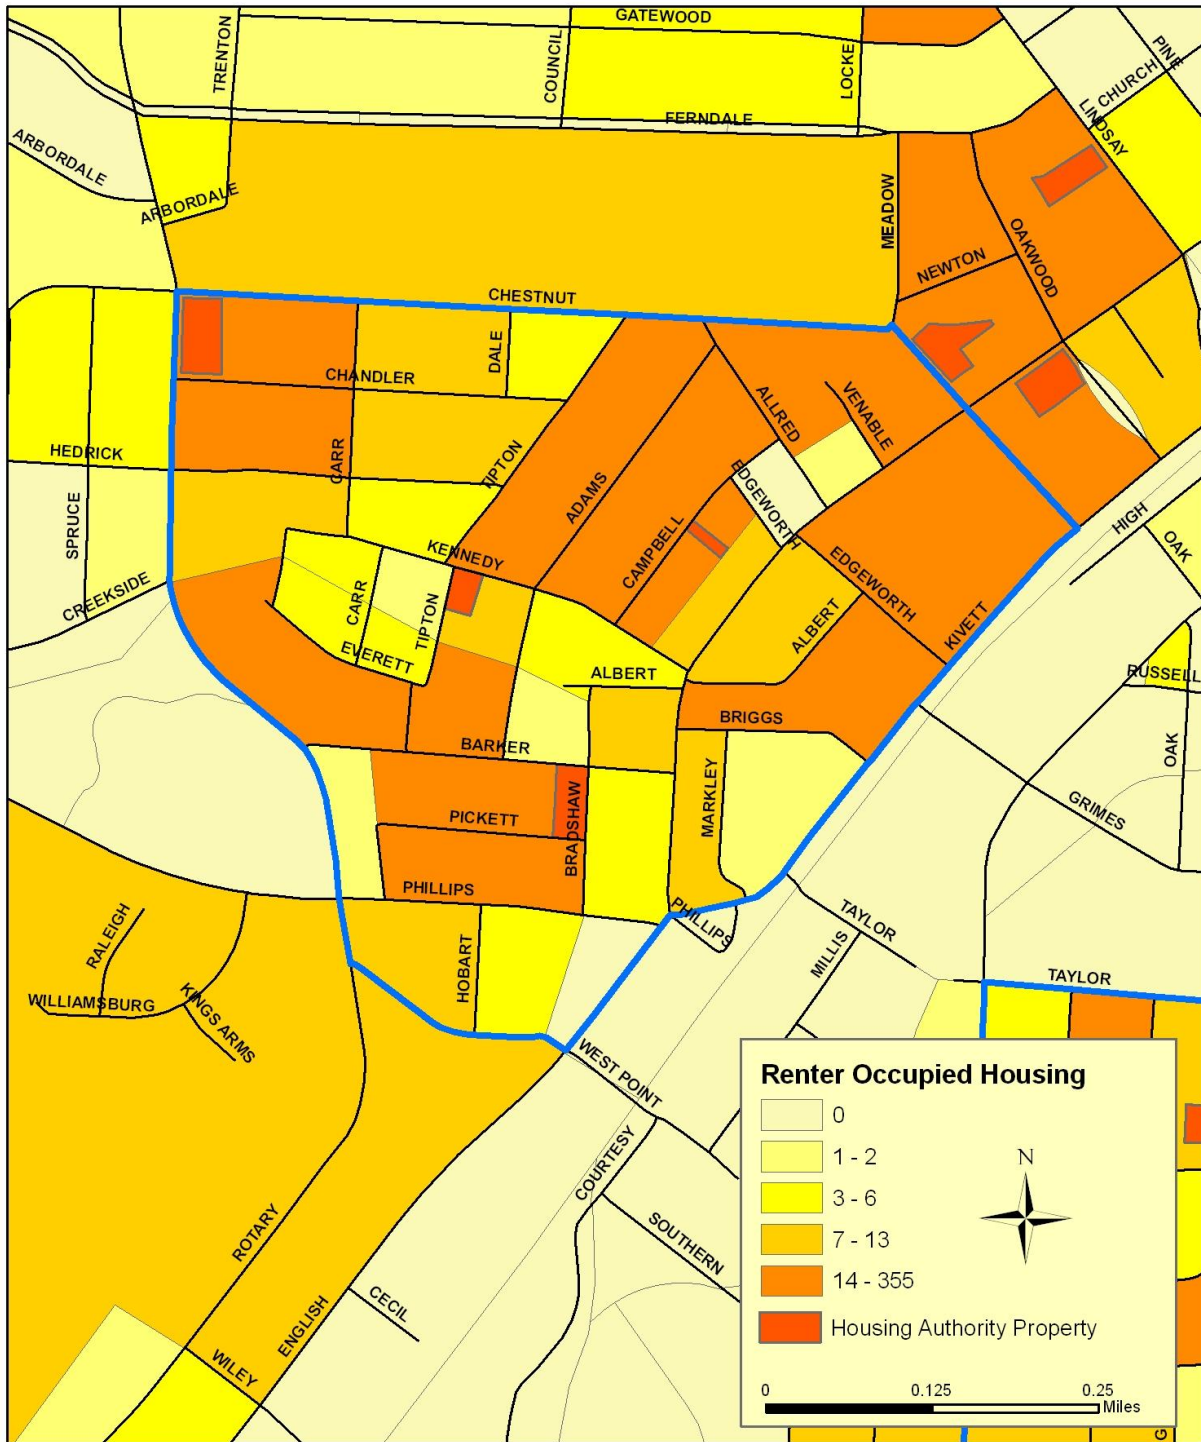 GATEWOOD
TRENTON
COUNCIL
LOCKE
PINE
CHURCH
LINDSAY
FERNDALE
ARBORDALE
ARBORDALE
MEADOW
OAKWOOD
NEWTON
CHESTNUT
DALE
CHANDLER
ALLRED
VENABLE
HEDRICK
CARR
TIPTON
ADAMS
EDGEWORTH
SPRUCE
KENNEDY
CAMPBELL
HIGH
OAK
CREEKSIDE
CARR
TIPTON
EDGEWORTH
ALBERT
KIVETT
EVERETT
ALBERT
RUSSELL
BRIGGS
BARKER
OAK
MARKLEY
GRIMES
PICKETT
BRADSHAW
PHILLIPS
PHILLIPS
TAYLOR
RALEIGH
HOBART
MILLIS
TAYLOR
WILLIAMSBURG
KINGS ARMS
WEST POINT
COURTESY
SOUTHERN
ROTARY
ENGLISH
CECIL
WILEY
Renter Occupied Housing
0
1 - 2
3 - 6
7 - 13
14 - 355
Housing Authority Property
N
0 0.125 0.25
Miles
G